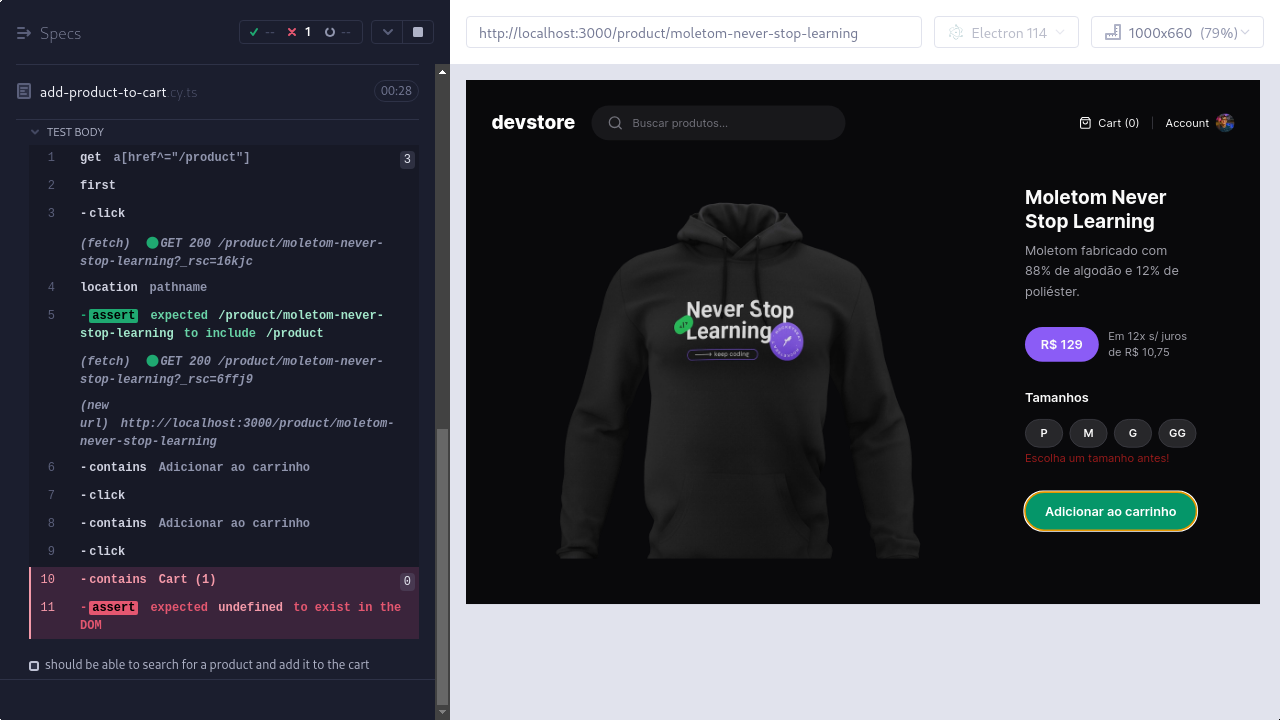 Specs
--
1
--
add-product-to-cart.cy.ts
00:28
TEST BODY
1 get a[href^="/product"] 3
2 first
3 -click
(fetch) GET 200 /product/moletom-never-
stop-learning?_rsc=16kjc
4 location pathname
5 -assert expected /product/moletom-never-
stop-learning to include /product
(fetch) GET 200 /product/moletom-never-
stop-learning?_rsc=6ffj9
(new
url) http://localhost:3000/product/moletom-
never-stop-learning
6 -contains Adicionar ao carrinho
7 -click
8 -contains Adicionar ao carrinho
9 -click
10 -contains Cart (1) 0
11 -assert expected undefined to exist in the
DOM
should be able to search for a product and add it to the cart
http://localhost:3000/product/moletom-never-stop-learning
Electron 114
1000x660 (79%)
devstore
Buscar produtos...
Cart (0)
Account
Never Stop
Learning
keep coding
Moletom Never
Stop Learning
Moletom fabricado com
88% de algodão e 12% de
poliéster.
R$ 129
Em 12x s/ juros
de R$ 10,75
Tamanhos
P
M
G
GG
Escolha um tamanho antes!
Adicionar ao carrinho